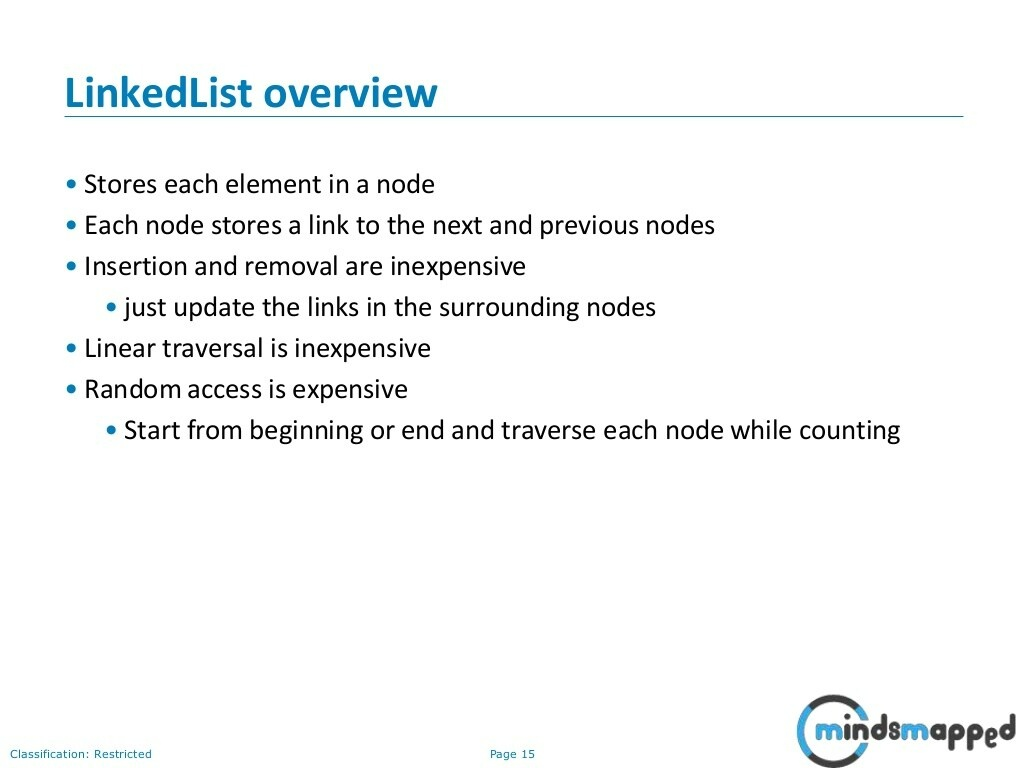 LinkedList overview
• Stores each element in a node
• Each node stores a link to the next and previous nodes
• Insertion and removal are inexpensive
• just update the links in the surrounding nodes
• Linear traversal is inexpensive
• Random access is expensive
• Start from beginning or end and traverse each node while counting
mindsmapped
Classification: Restricted
Page 15